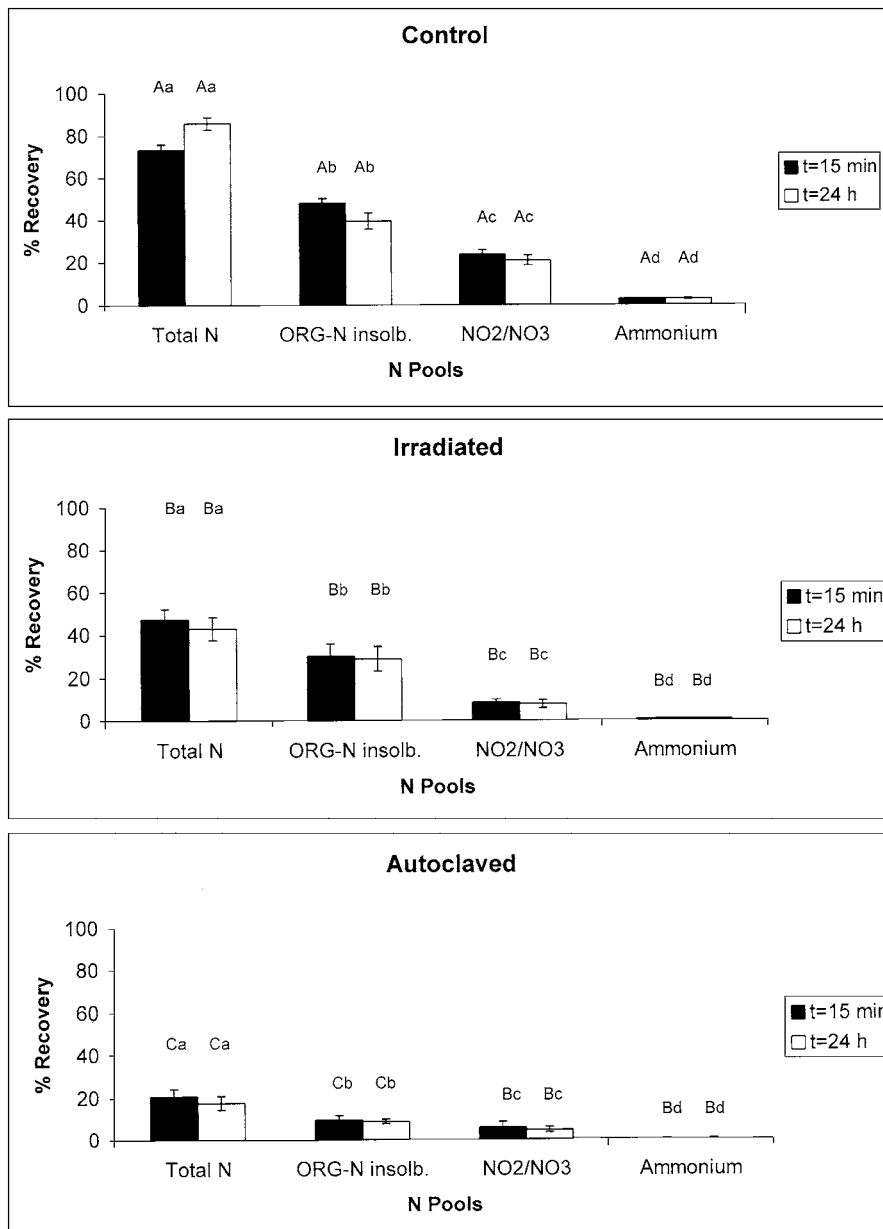 Control
Aa Aa
100
80
60
40
20
0
% Recovery
Ab Ab
Ac Ac
Ad Ad
t=15 min
t=24 h
Total N ORG-N insolb. NO2/NO3 Ammonium
N Pools
Irradiated
Ba Ba
100
80
60
40
20
0
% Recovery
Bb Bb
Bc Bc
Bd Bd
t=15 min
t=24 h
Total N ORG-N insolb. NO2/NO3 Ammonium
N Pools
Autoclaved
100
80
60
40
20
0
% Recovery
Ca Ca
Cb Cb
Bc Bc
Bd Bd
t=15 min
t=24 h
Total N ORG-N insolb. NO2/NO3 Ammonium
N Pools